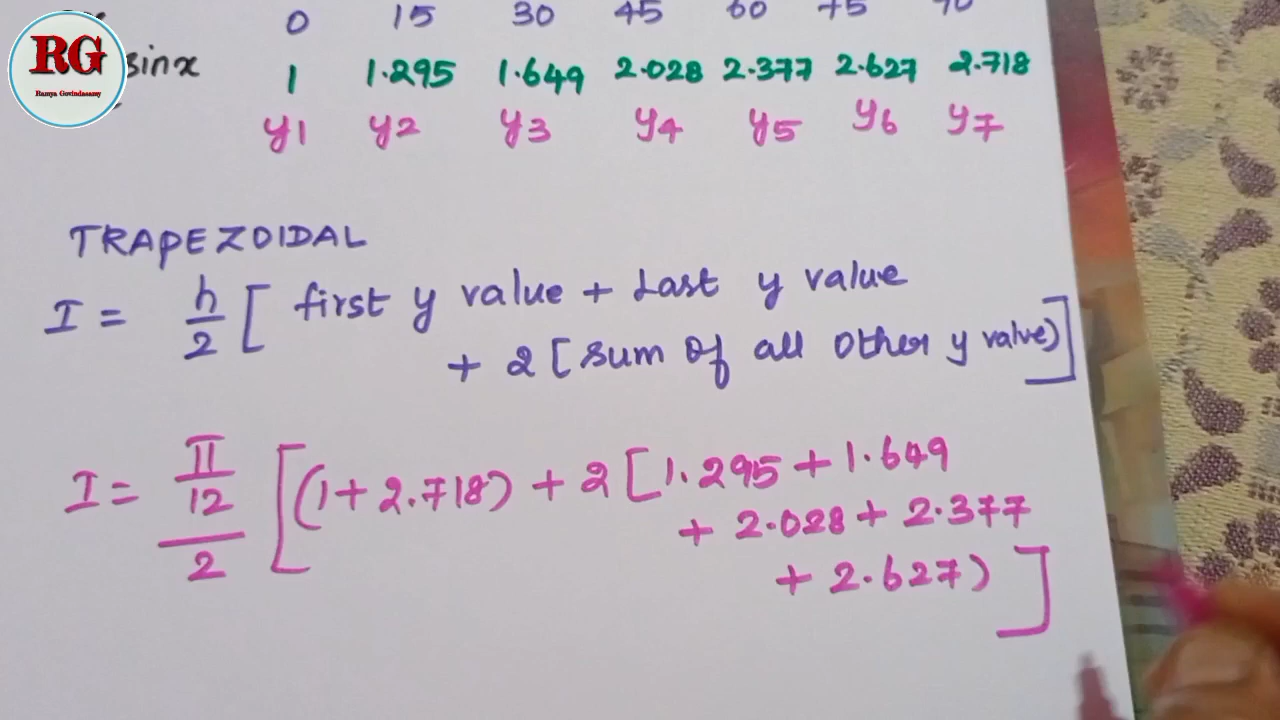 0 15 30 45 60 75 90
RG
Ramya Govindasamy
sinx 1 1.295 1.649 2.028 2.377 2.627 2.718
y1 y2 y3 y4 y5 y6 y7
TRAPEZOIDAL
I = h/2 [ first y value + Last y value
+ 2 [ sum of all other y value) ]
I = π/12 / 2 [ (1 + 2.718) + 2 [ 1.295 + 1.649
+ 2.028 + 2.377
+ 2.627) ]